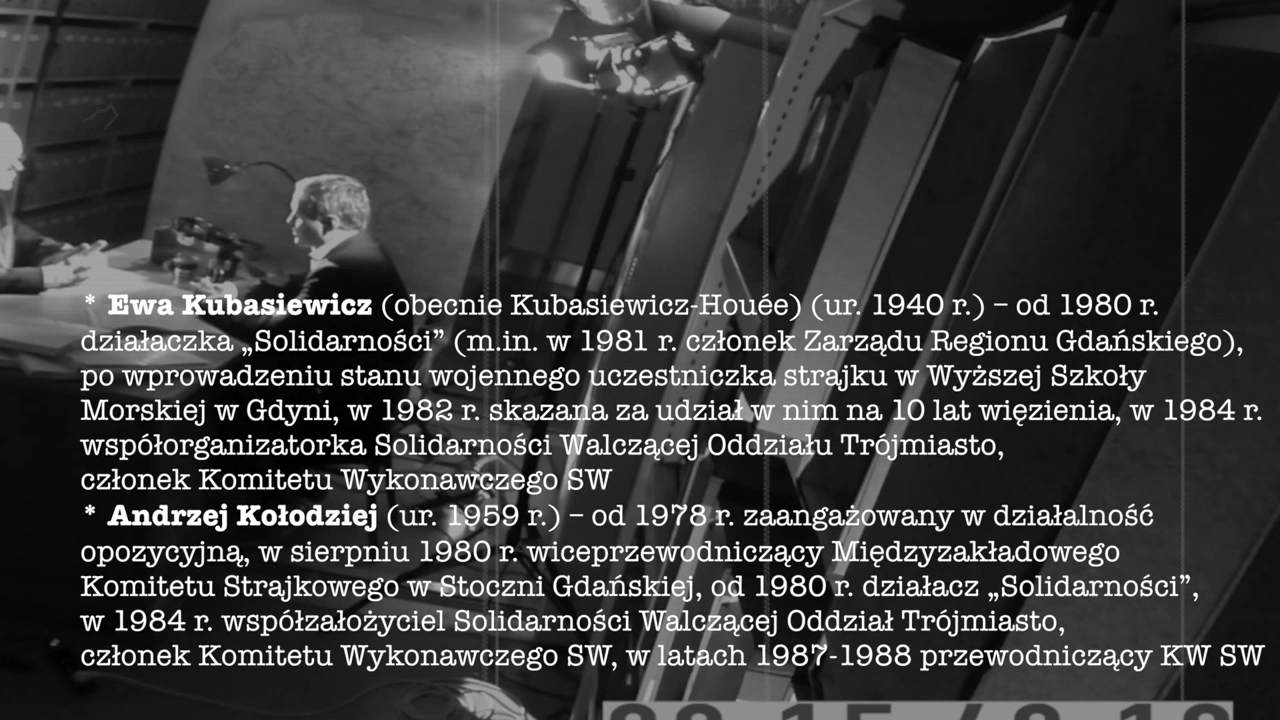 * Ewa Kubasiewicz (obecnie Kubasiewicz-Houée) (ur. 1940 r.) – od 1980 r.
działaczka „Solidarności” (m.in. w 1981 r. członek Zarządu Regionu Gdańskiego),
po wprowadzeniu stanu wojennego uczestniczka strajku w Wyższej Szkoły
Morskiej w Gdyni, w 1982 r. skazana za udział w nim na 10 lat więzienia, w 1984 r.
współorganizatorka Solidarności Walczącej Oddziału Trójmiasto,
członek Komitetu Wykonawczego SW
* Andrzej Kołodziej (ur. 1959 r.) – od 1978 r. zaangażowany w działalność
opozycyjną, w sierpniu 1980 r. wiceprzewodniczący Międzyzakładowego
Komitetu Strajkowego w Stoczni Gdańskiej, od 1980 r. działacz „Solidarności”,
w 1984 r. współzałożyciel Solidarności Walczącej Oddział Trójmiasto,
członek Komitetu Wykonawczego SW, w latach 1987-1988 przewodniczący KW SW